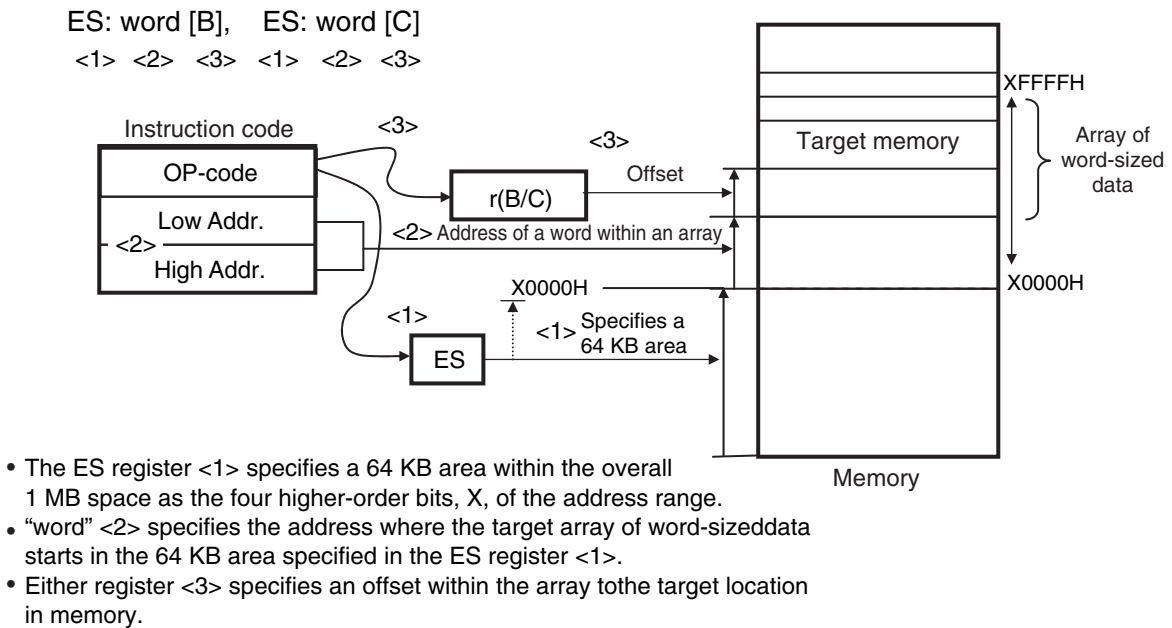 ES: word [B], ES: word [C]
<1> <2> <3> <1> <2> <3>
Instruction code
OP-code
Low Addr.
<2>
High Addr.
<3>
r(B/C)
<3>
Offset
<2> Address of a word within an array
X0000H
<1>
ES
<1> Specifies a
64 KB area
XFFFFH
Target memory
Array of
word-sized
data
X0000H
Memory
• The ES register <1> specifies a 64 KB area within the overall
1 MB space as the four higher-order bits, X, of the address range.
• “word” <2> specifies the address where the target array of word-sizeddata
starts in the 64 KB area specified in the ES register <1>.
• Either register <3> specifies an offset within the array tothe target location
in memory.